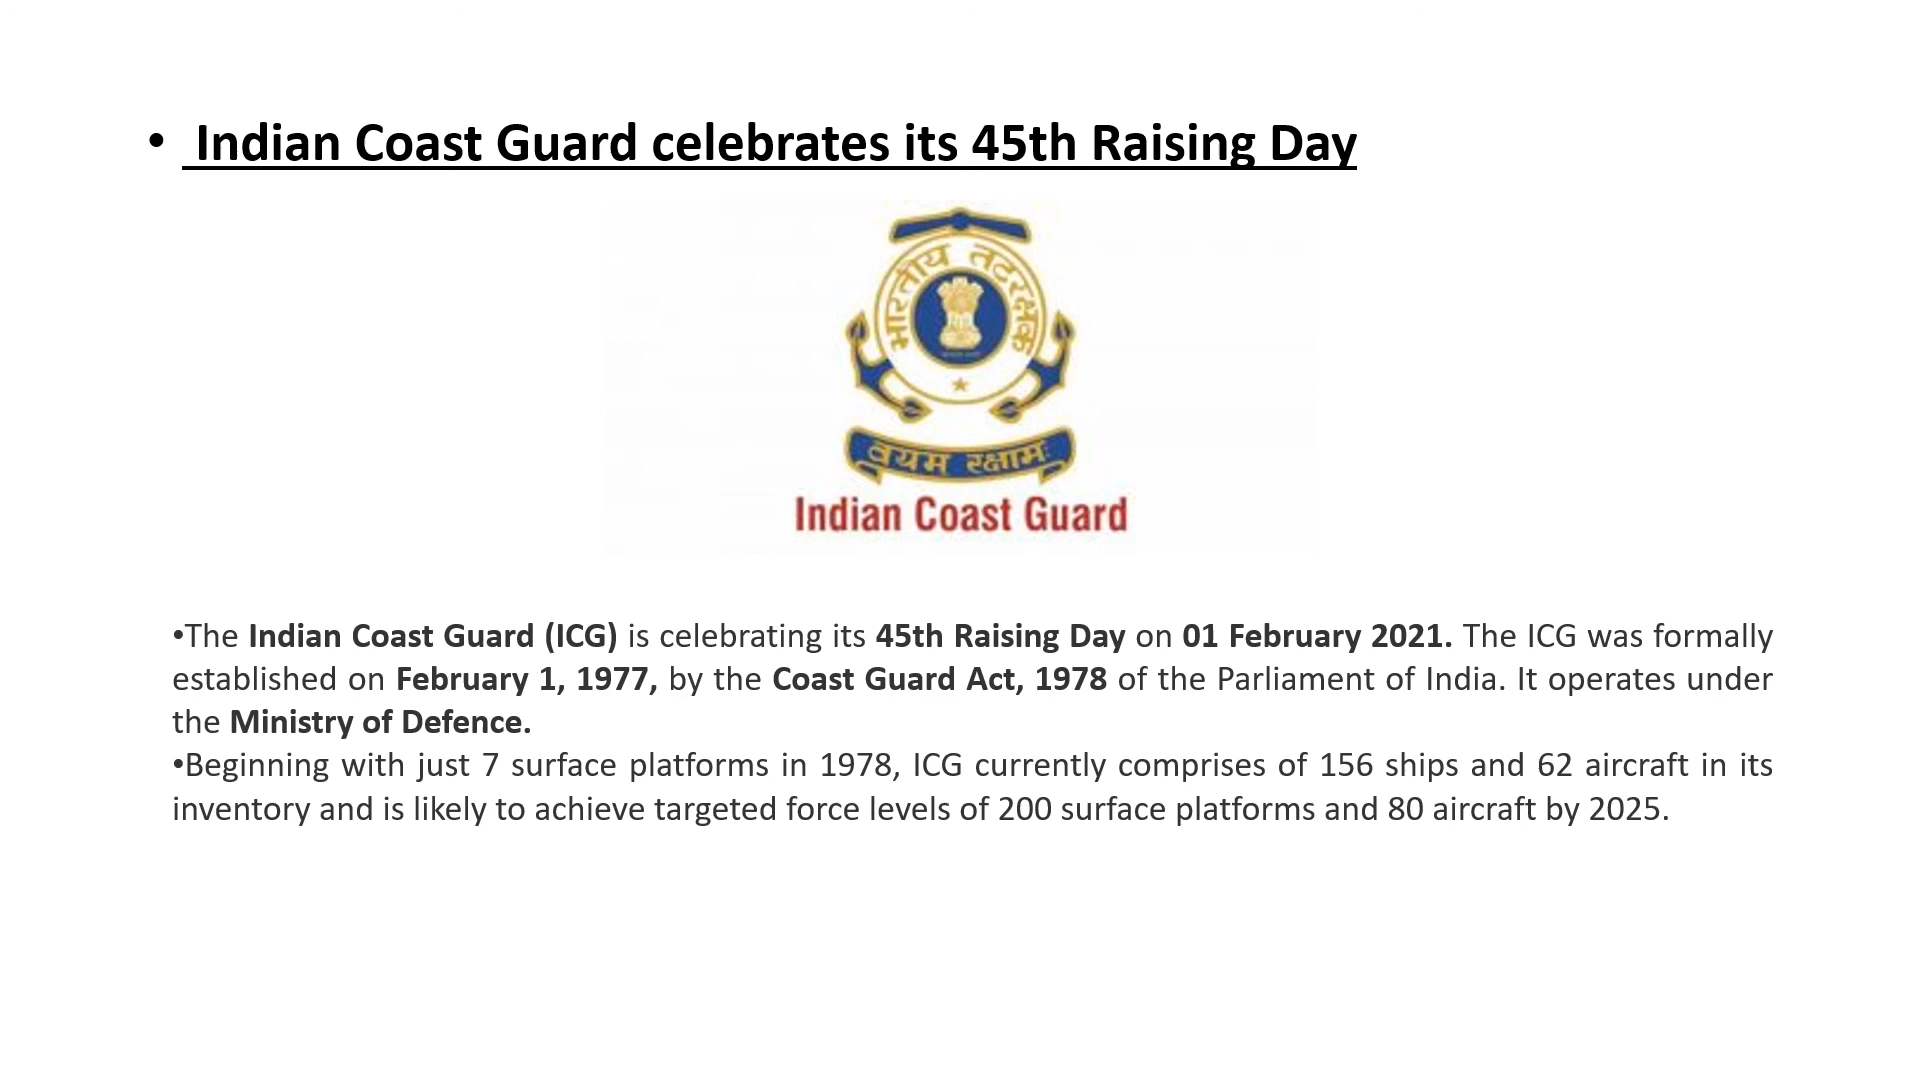 • Indian Coast Guard celebrates its 45th Raising Day
भारतीय तटरक्षक
वयम रक्षामः
Indian Coast Guard
•The Indian Coast Guard (ICG) is celebrating its 45th Raising Day on 01 February 2021. The ICG was formally
established on February 1, 1977, by the Coast Guard Act, 1978 of the Parliament of India. It operates under
the Ministry of Defence.
•Beginning with just 7 surface platforms in 1978, ICG currently comprises of 156 ships and 62 aircraft in its
inventory and is likely to achieve targeted force levels of 200 surface platforms and 80 aircraft by 2025.